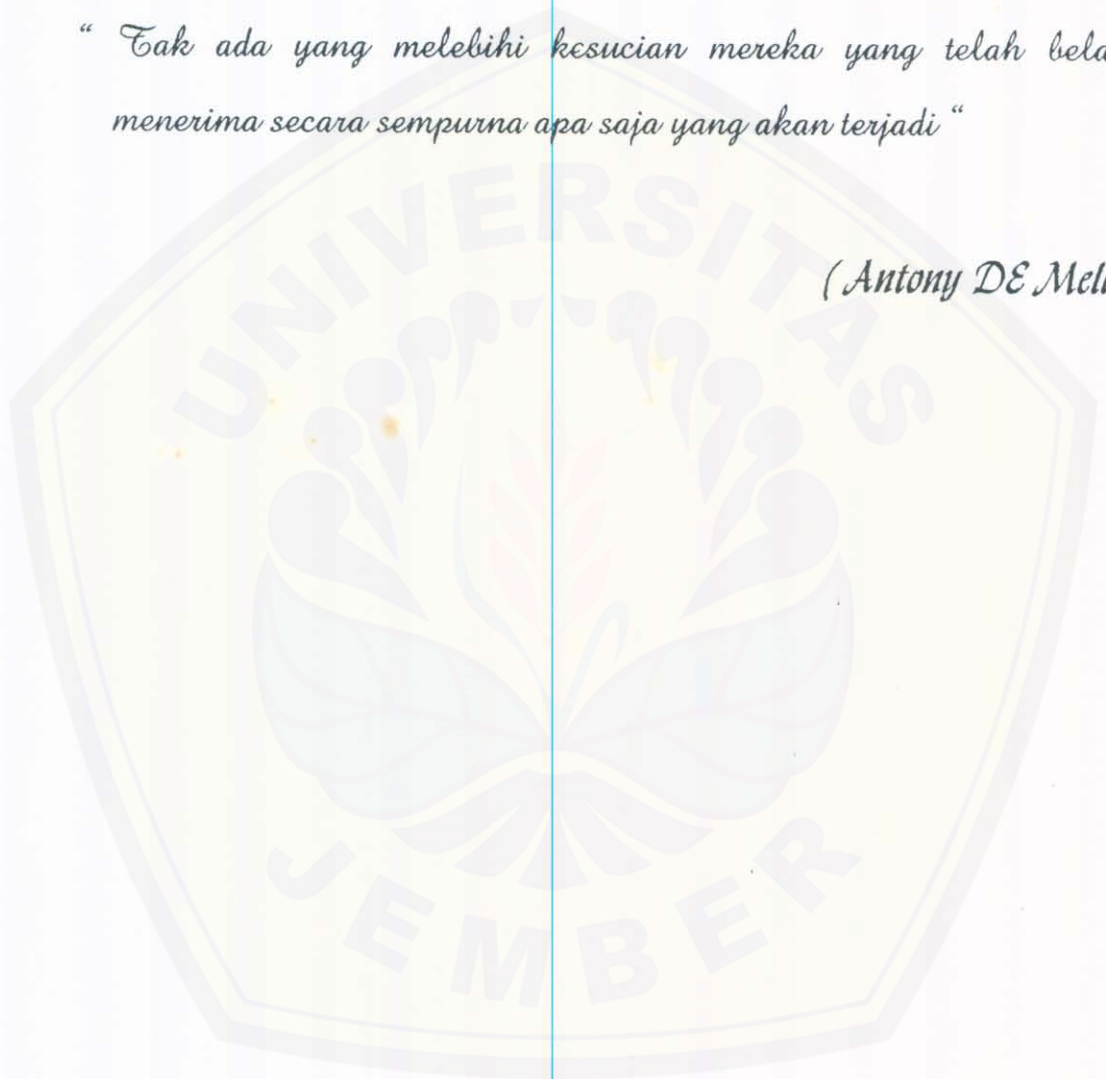 “ Tak ada yang melebihi kesucian mereka yang telah bela
menerima secara sempurna apa saja yang akan terjadi “
( Antony DE Mell
UNIVERSITAS
JEMBER